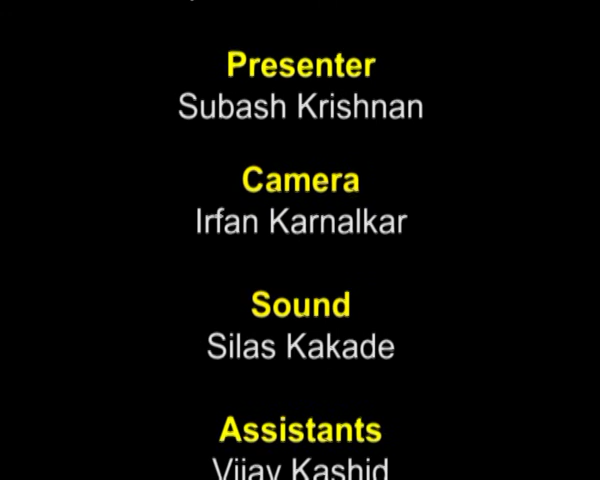 Presenter
Subash Krishnan
Camera
Irfan Karnalkar
Sound
Silas Kakade
Assistants
Vijay Kashid